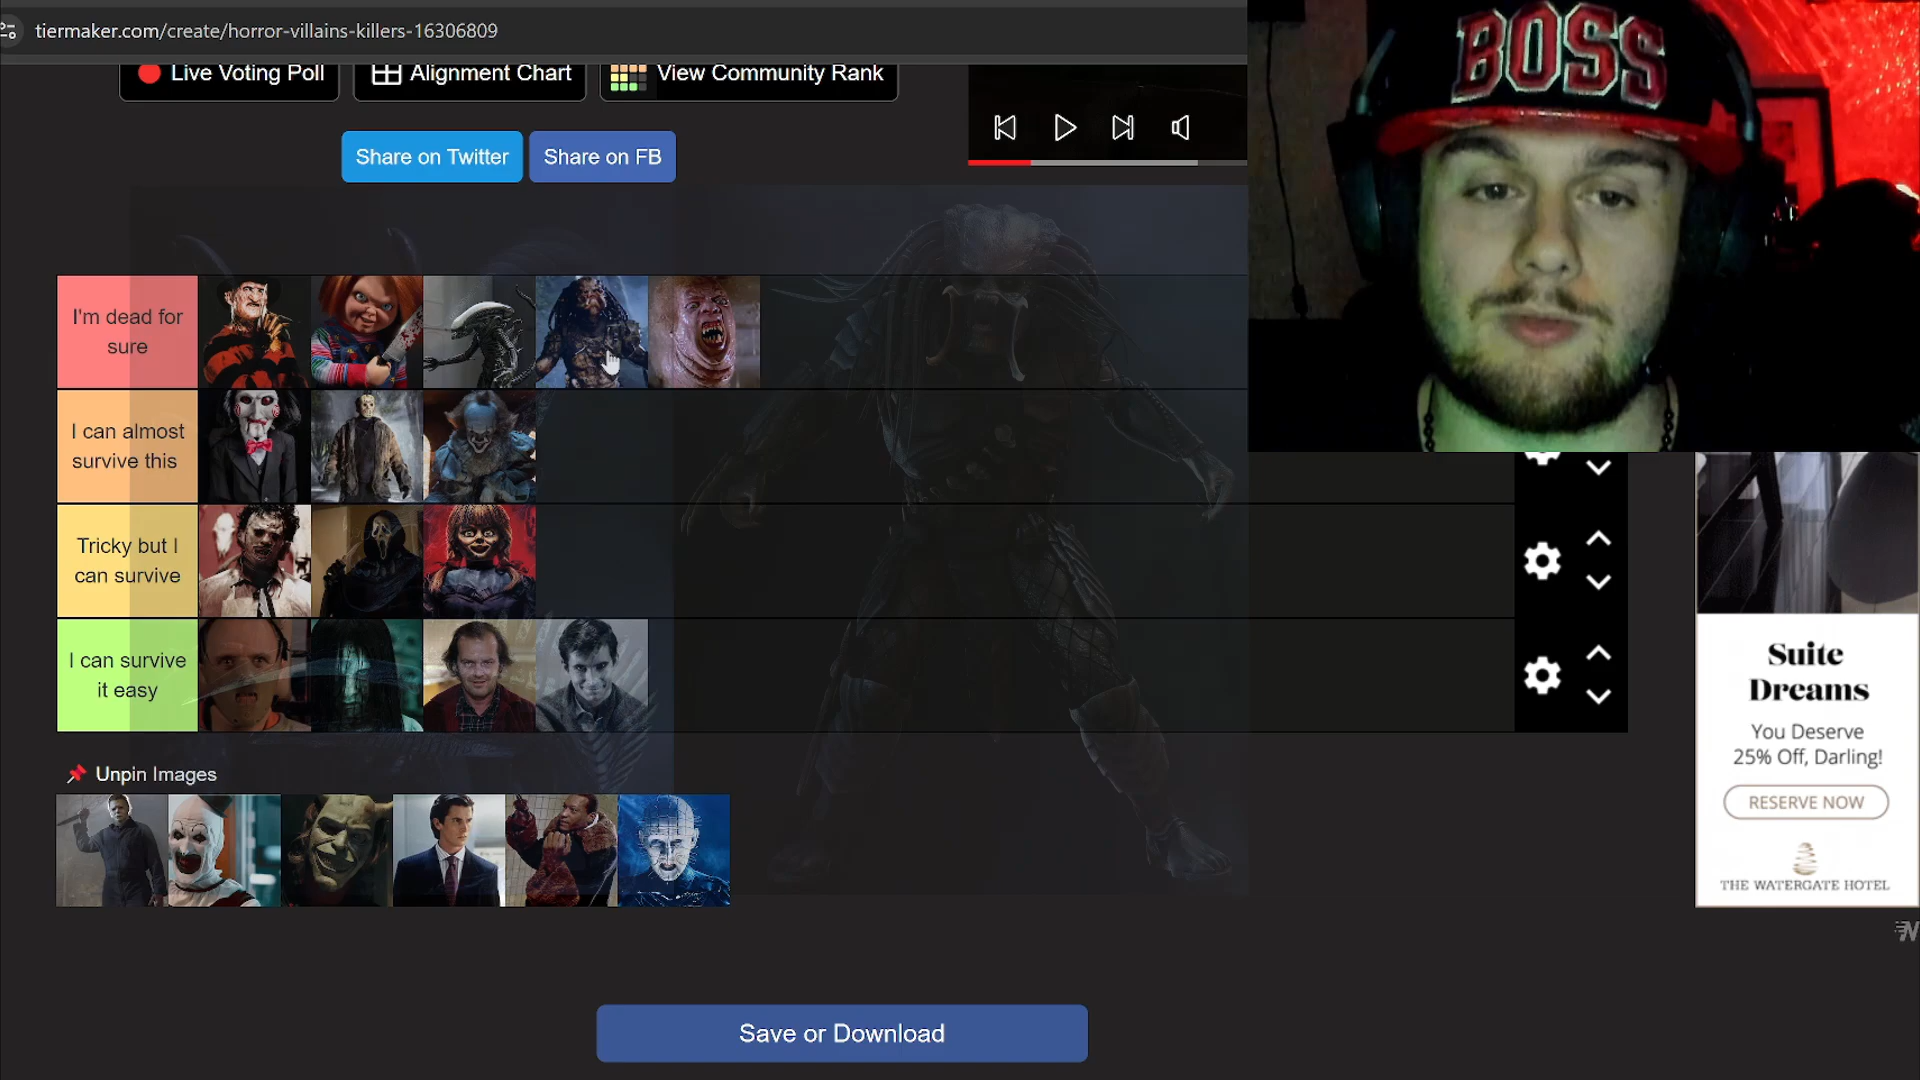 tiermaker.com/create/horror-villains-killers-16306809
Live Voting Poll
Alignment Chart
View Community Rank
BOSS
Share on Twitter
Share on FB
I'm dead for
sure
I can almost
survive this
Tricky but I
can survive
I can survive
it easy
Suite
Dreams
You Deserve
25% Off, Darling!
RESERVE NOW
THE WATERGATE HOTEL
Unpin Images
Save or Download